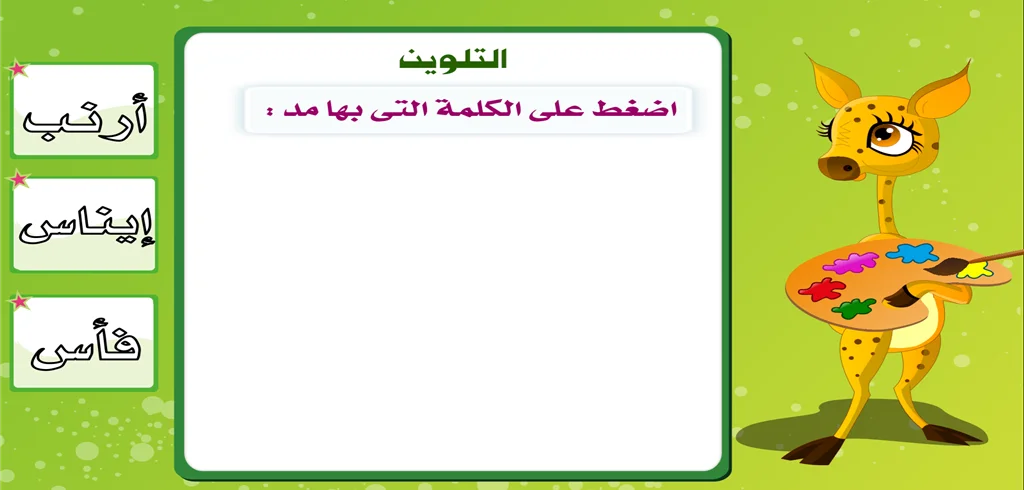 التلوين
اضغط على الكلمة التى بها مد :
أرنب
إيناس
فأس